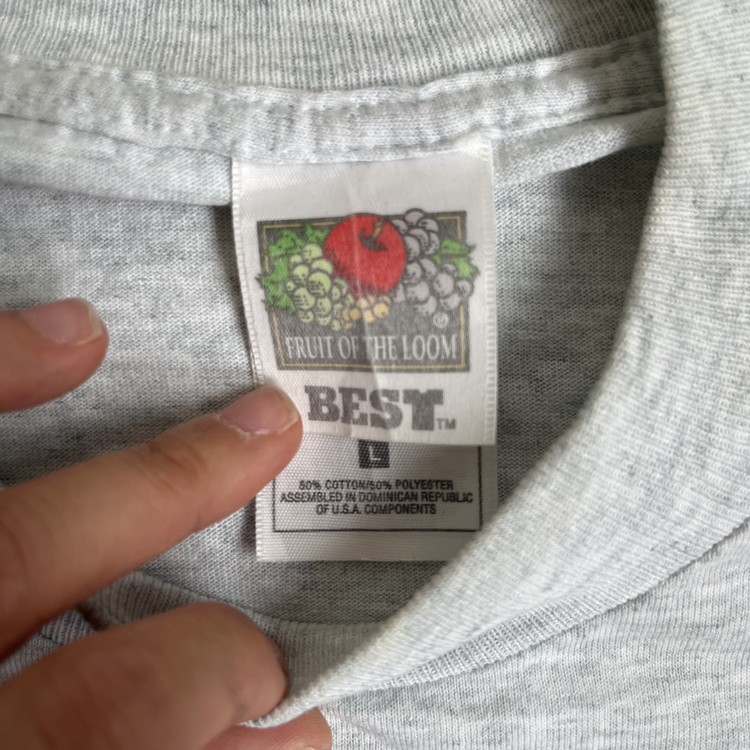 FRUIT OF THE LOOM
BEST™
L
50% COTTON/50% POLYESTER
ASSEMBLED IN DOMINICAN REPUBLIC
OF U.S.A. COMPONENTS